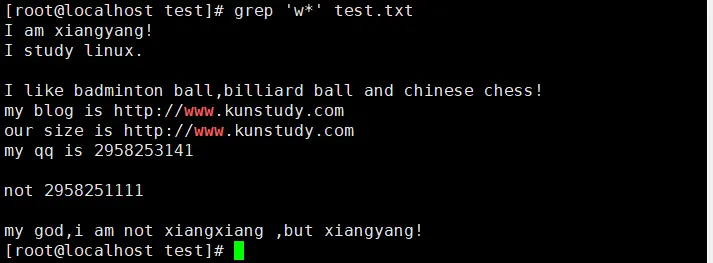 [root@localhost test]# grep 'w*' test.txt
I am xiangyang!
I study linux.

I like badminton ball,billiard ball and chinese chess!
my blog is http://www.kunstudy.com
our size is http://www.kunstudy.com
my qq is 2958253141

not 2958251111

my god,i am not xiangxiang ,but xiangyang!
[root@localhost test]#